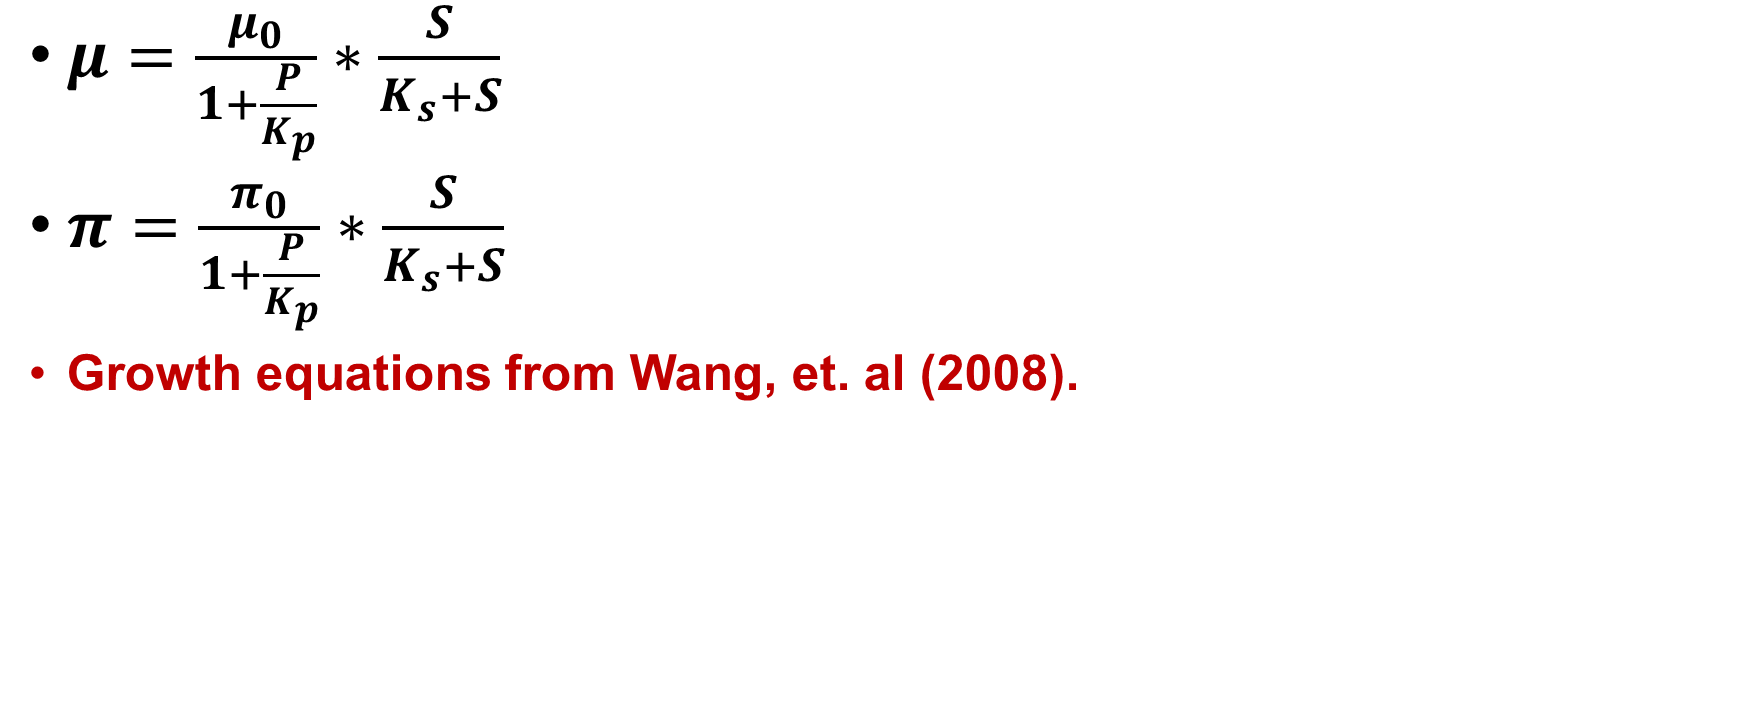 • μ = μ₀/(1+P/Kₚ) * S/(Kₛ+S)
• π = π₀/(1+P/Kₚ) * S/(Kₛ+S)
• Growth equations from Wang, et. al (2008).